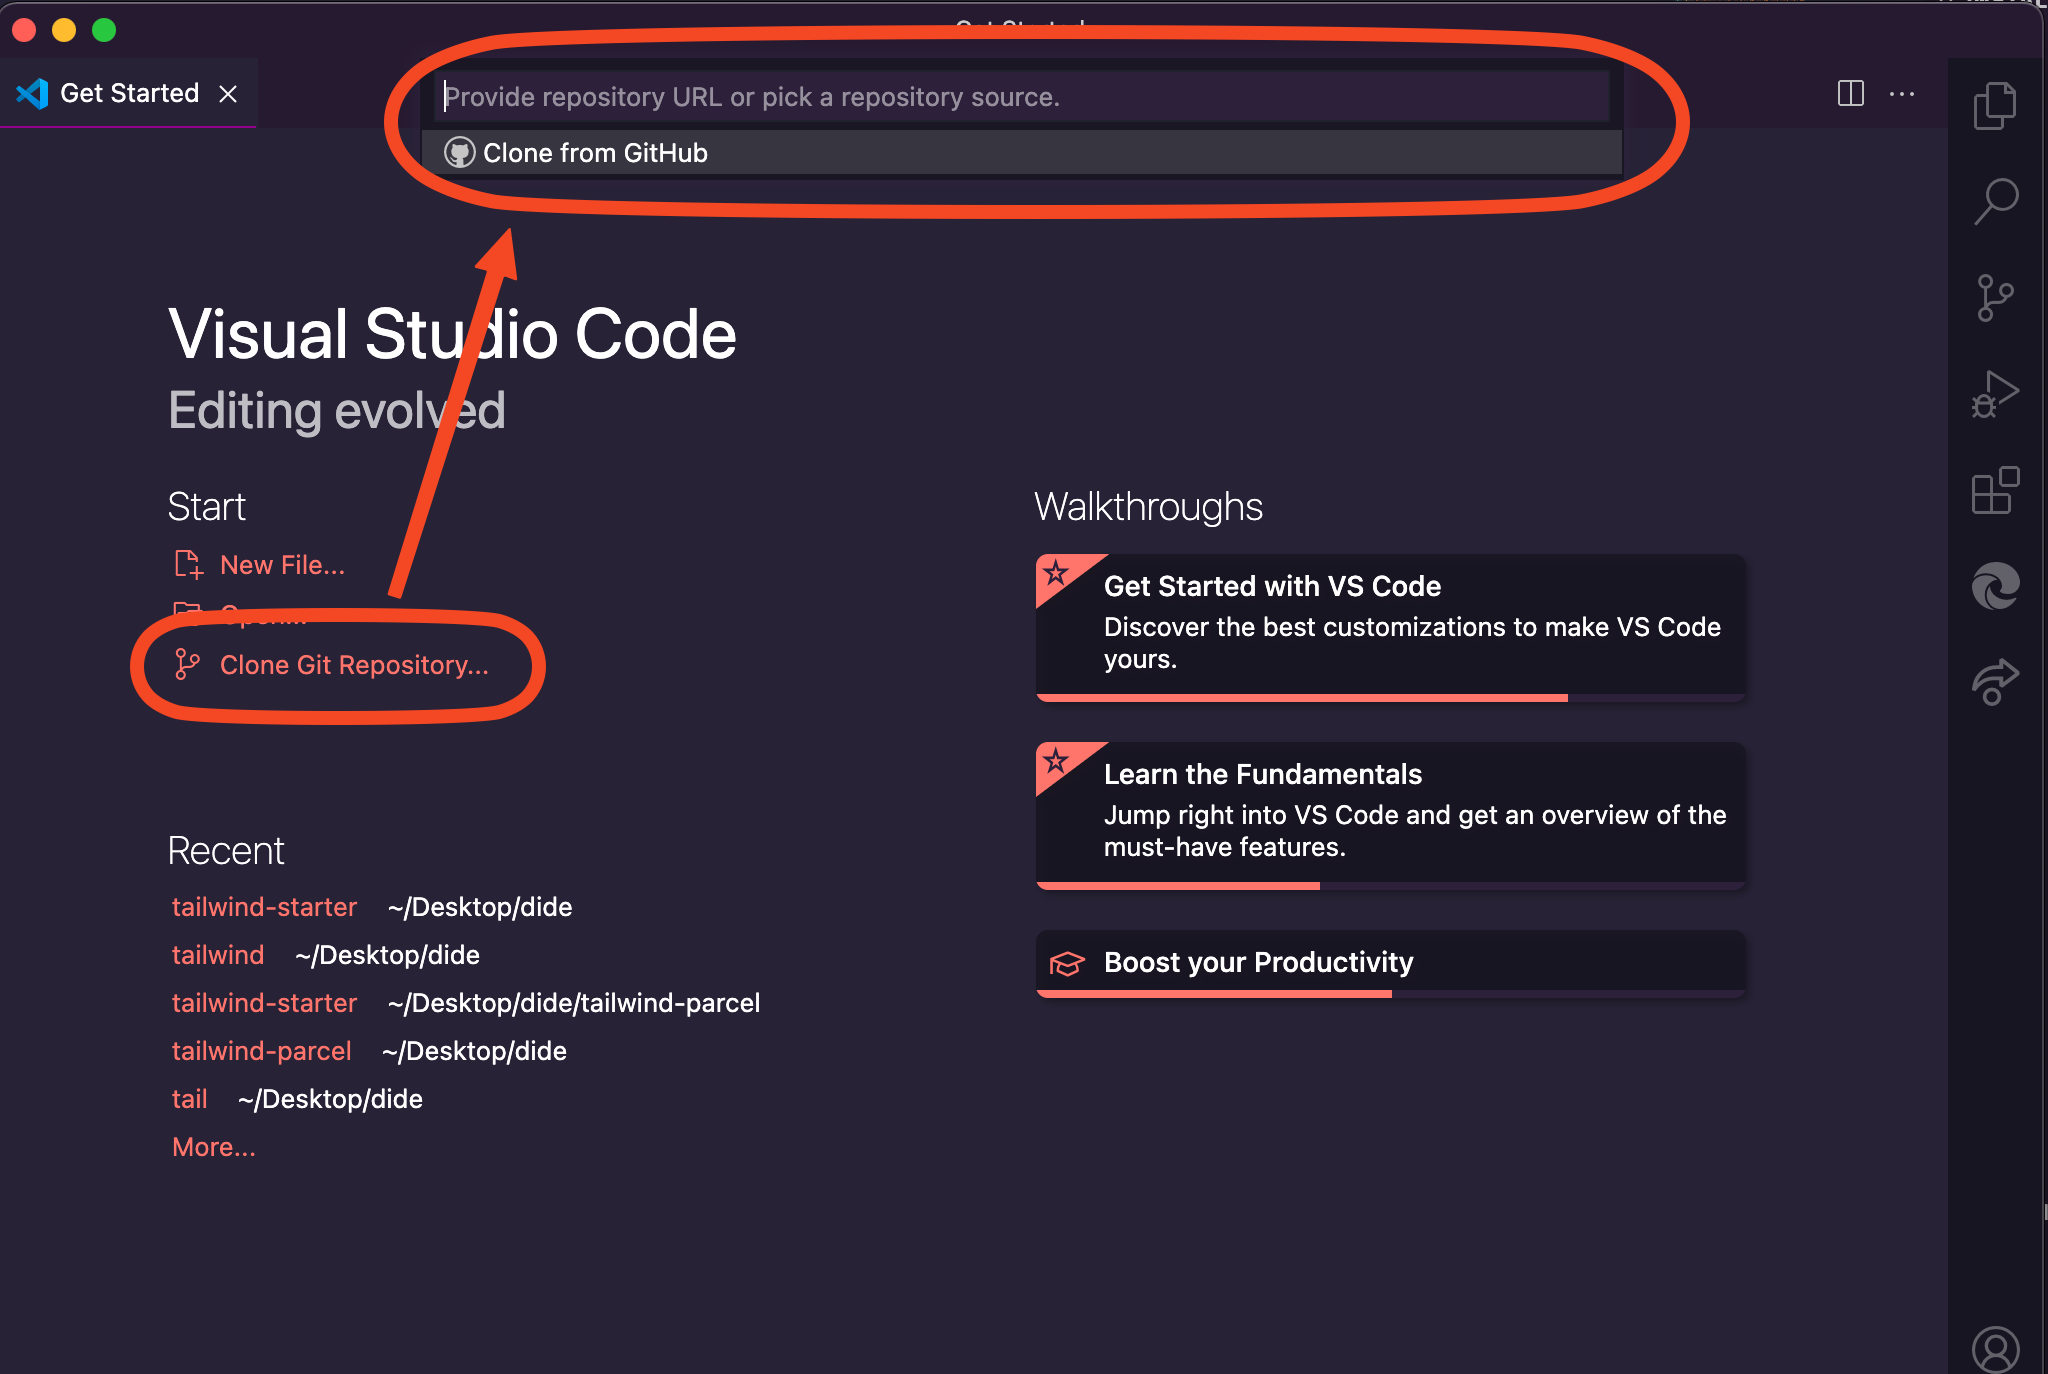 Get Started
Get Started
Provide repository URL or pick a repository source.
Clone from GitHub
Visual Studio Code
Editing evolved
Start
New File...
Open...
Clone Git Repository...
Recent
tailwind-starter ~/Desktop/dide
tailwind ~/Desktop/dide
tailwind-starter ~/Desktop/dide/tailwind-parcel
tailwind-parcel ~/Desktop/dide
tail ~/Desktop/dide
More...
Walkthroughs
Get Started with VS Code
Discover the best customizations to make VS Code
yours.
Learn the Fundamentals
Jump right into VS Code and get an overview of the
must-have features.
Boost your Productivity